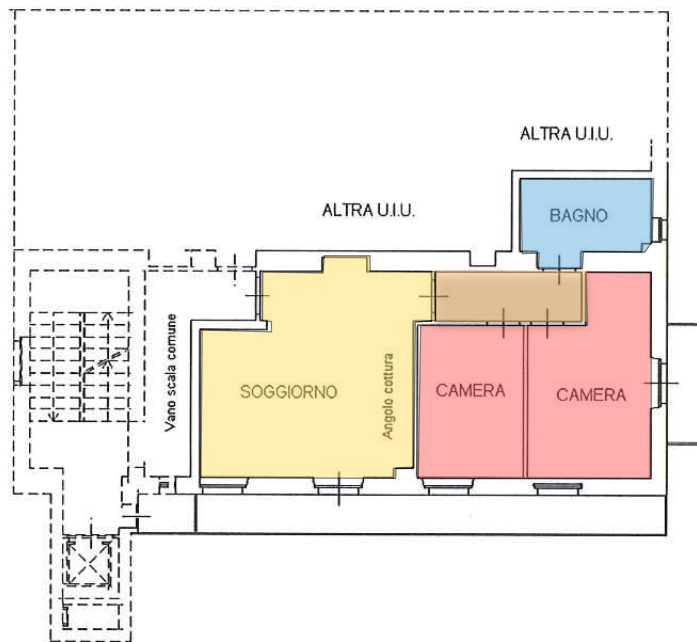 ALTRA U.I.U.
ALTRA U.I.U.
BAGNO
Vano scala comune
SOGGIORNO
Angolo cottura
CAMERA
CAMERA